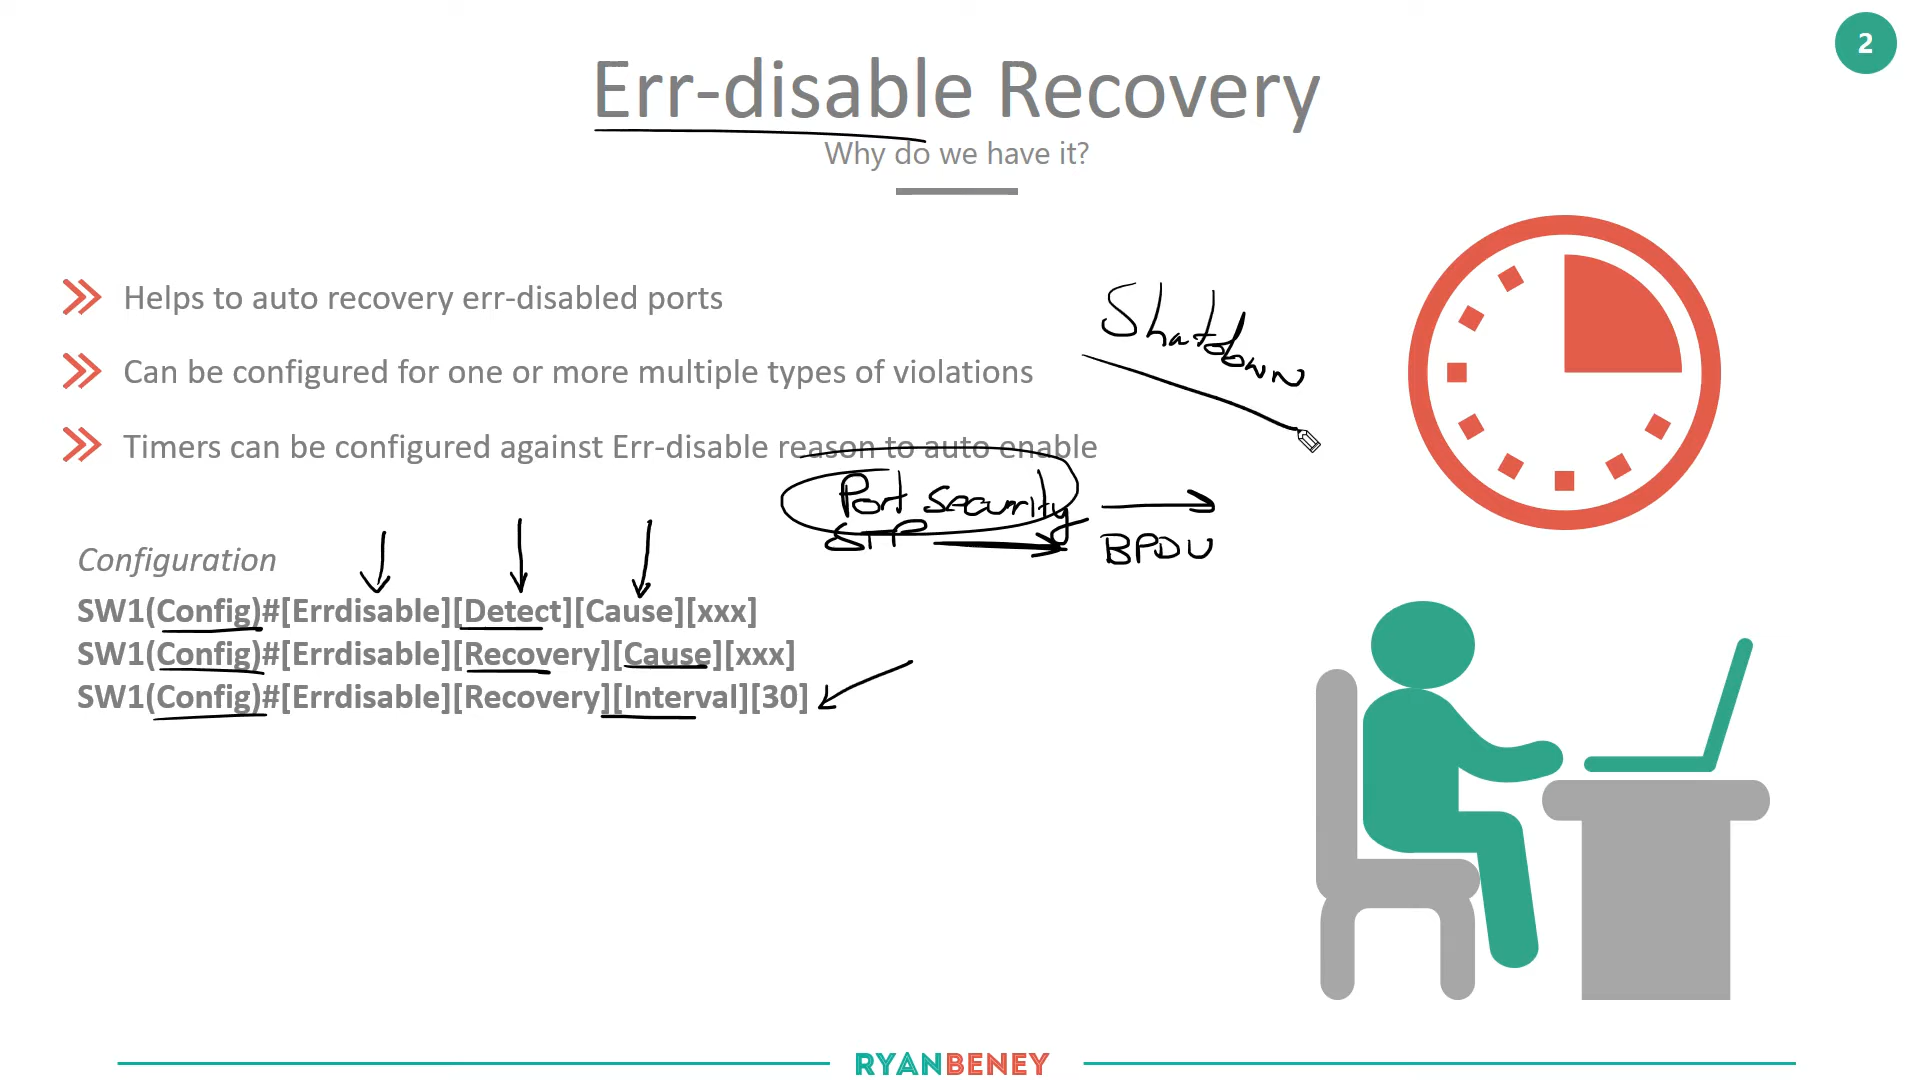 2
Err-disable Recovery
Why do we have it?
Helps to auto recovery err-disabled ports
Shutdown
Can be configured for one or more multiple types of violations
Timers can be configured against Err-disable reason to auto enable
Port security
STP
BPDU
Configuration
SW1(Config)#[Errdisable][Detect][Cause][xxx]
SW1(Config)#[Errdisable][Recovery][Cause][xxx]
SW1(Config)#[Errdisable][Recovery][Interval][30]
RYANBENEY